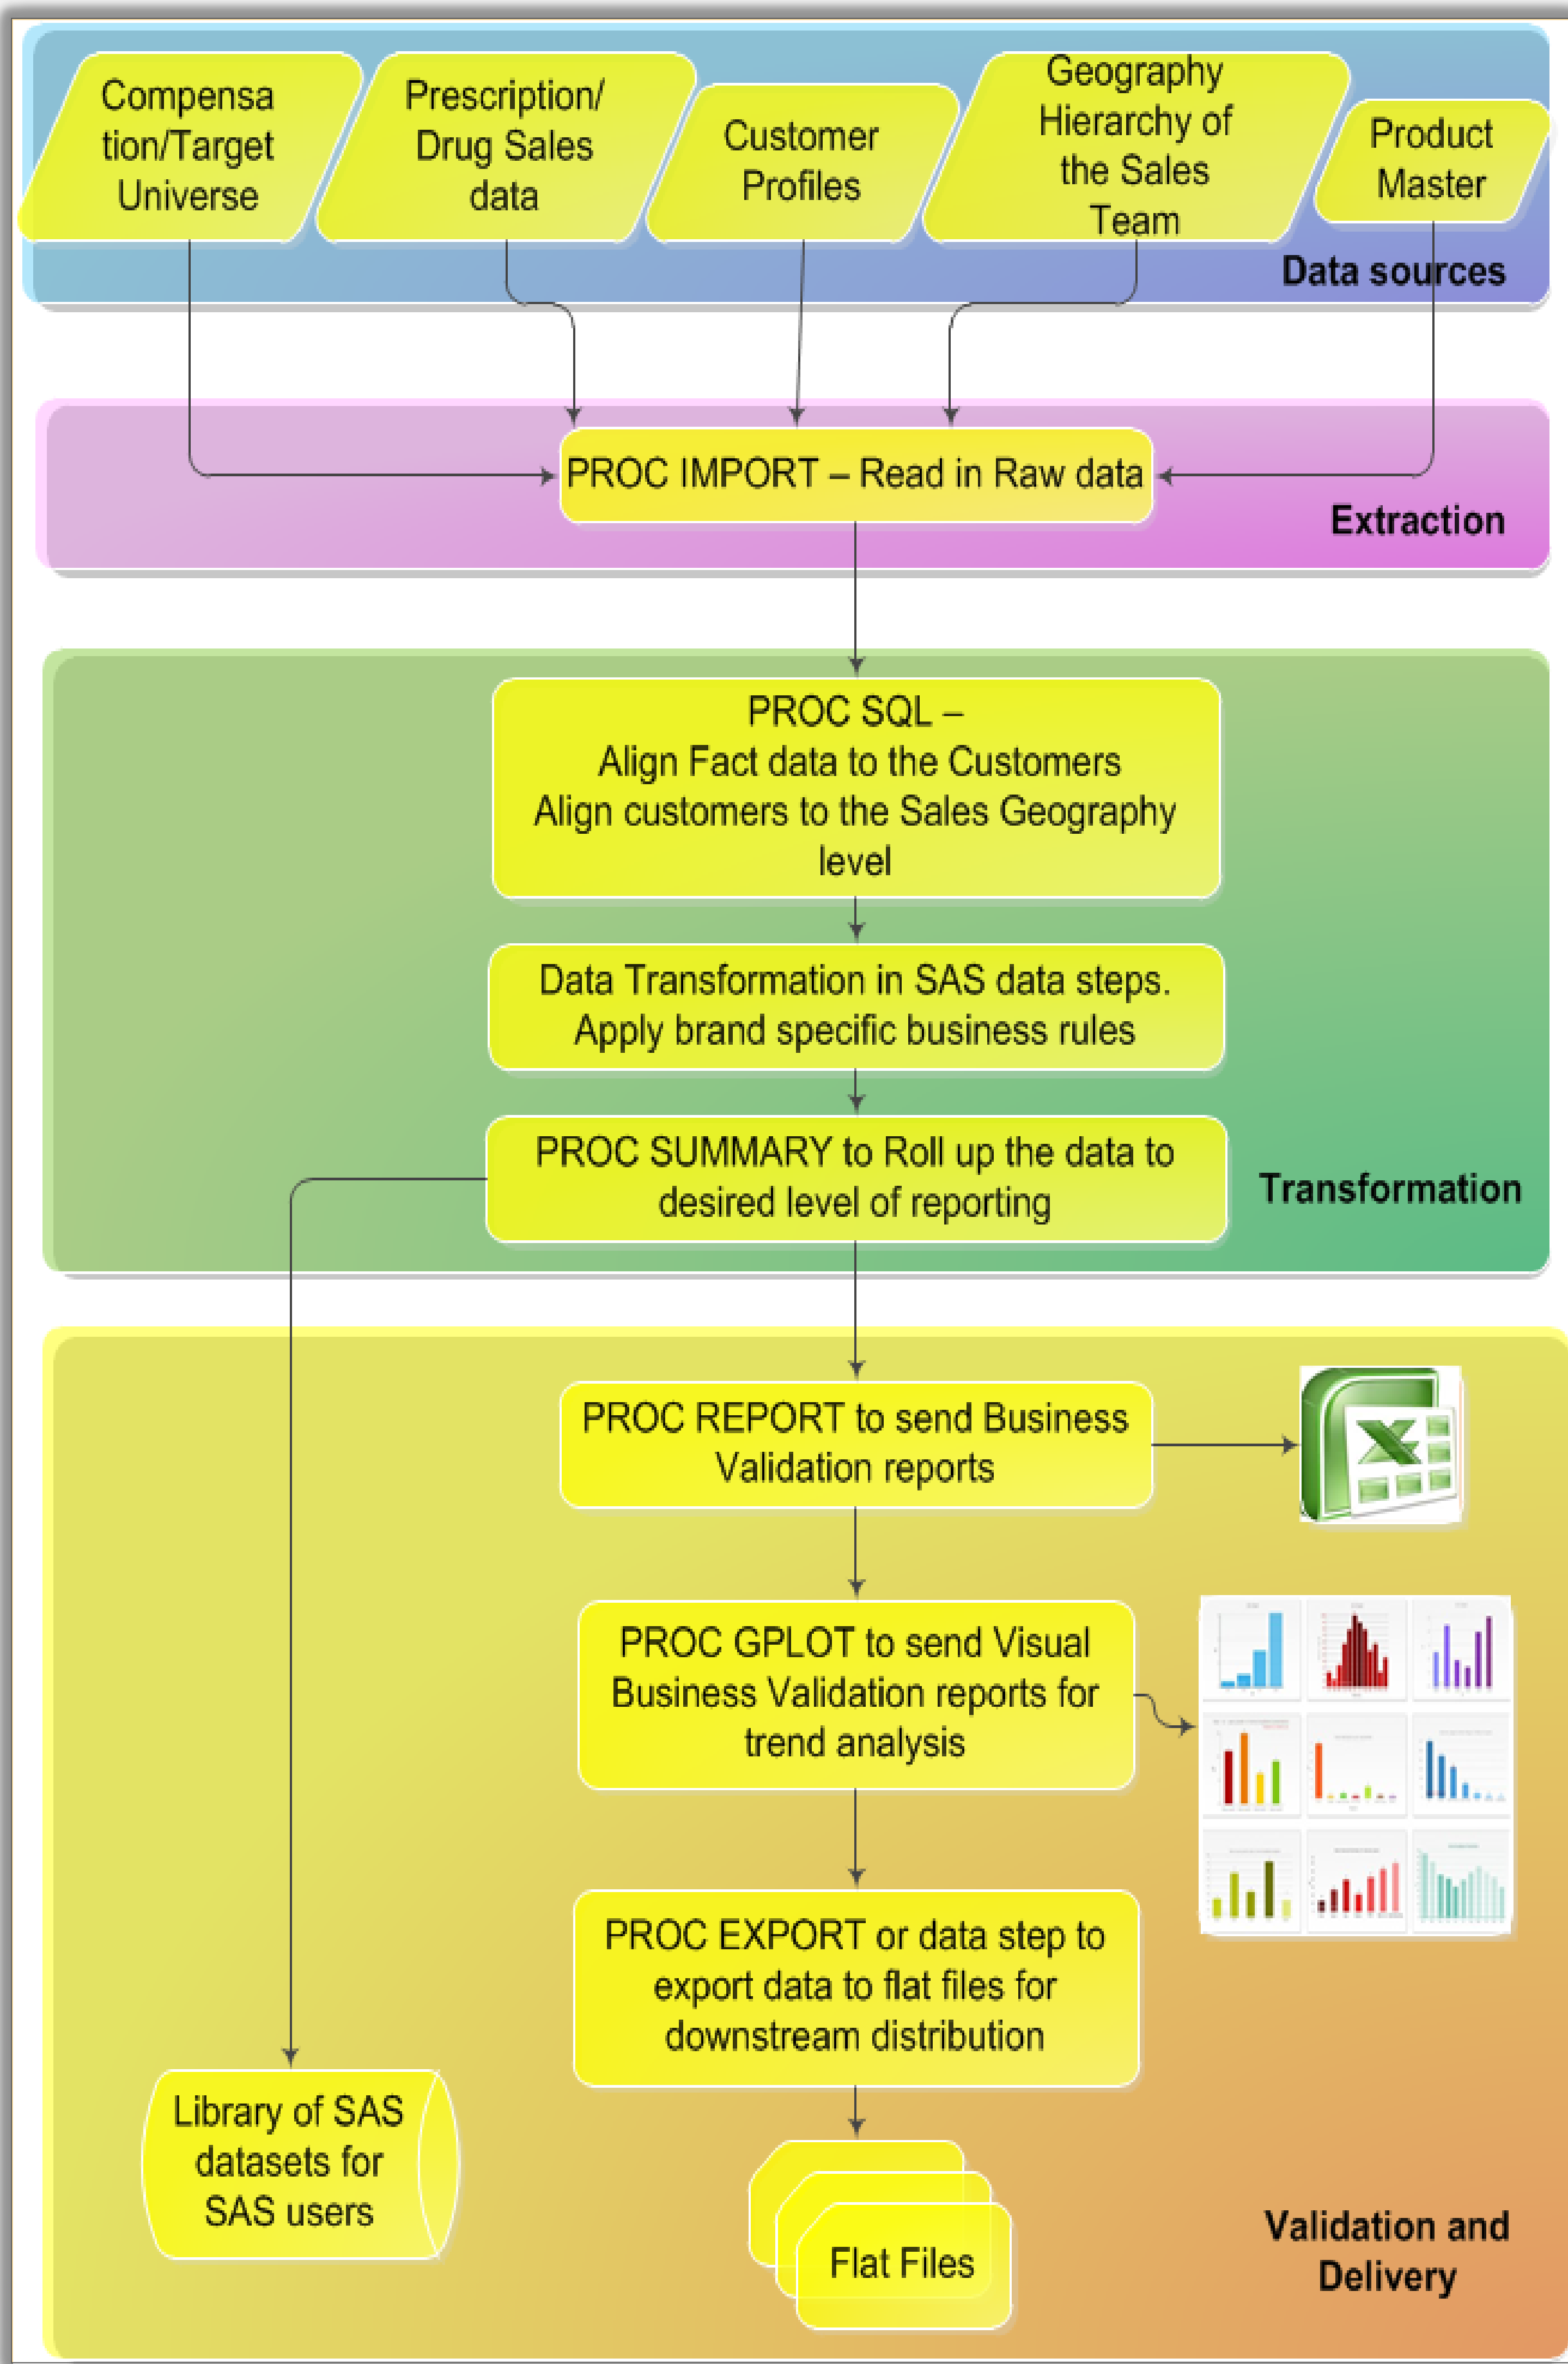 Compensa
tion/Target
Universe
Prescription/
Drug Sales
data
Customer
Profiles
Geography
Hierarchy of
the Sales
Team
Product
Master
Data sources
PROC IMPORT – Read in Raw data
Extraction
PROC SQL –
Align Fact data to the Customers
Align customers to the Sales Geography
level
Data Transformation in SAS data steps.
Apply brand specific business rules
PROC SUMMARY to Roll up the data to
desired level of reporting
Transformation
PROC REPORT to send Business
Validation reports
PROC GPLOT to send Visual
Business Validation reports for
trend analysis
PROC EXPORT or data step to
export data to flat files for
downstream distribution
Library of SAS
datasets for
SAS users
Flat Files
Validation and
Delivery